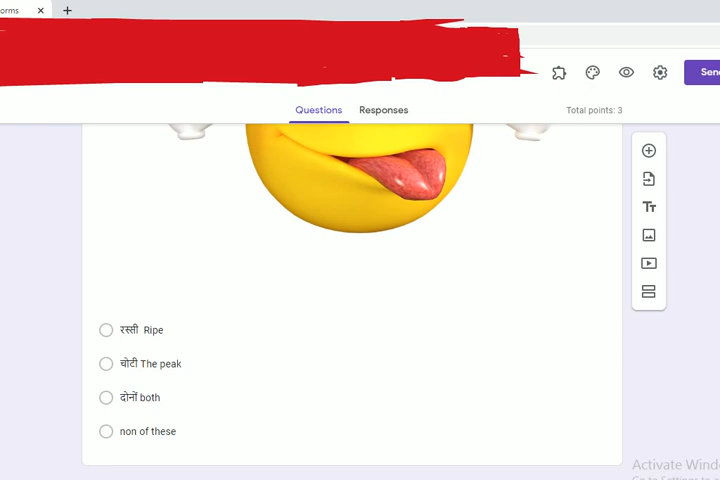 orms
Send
Questions Responses Total points: 3
रस्सी Ripe
चोटी The peak
दोनों both
non of these
Activate Windo